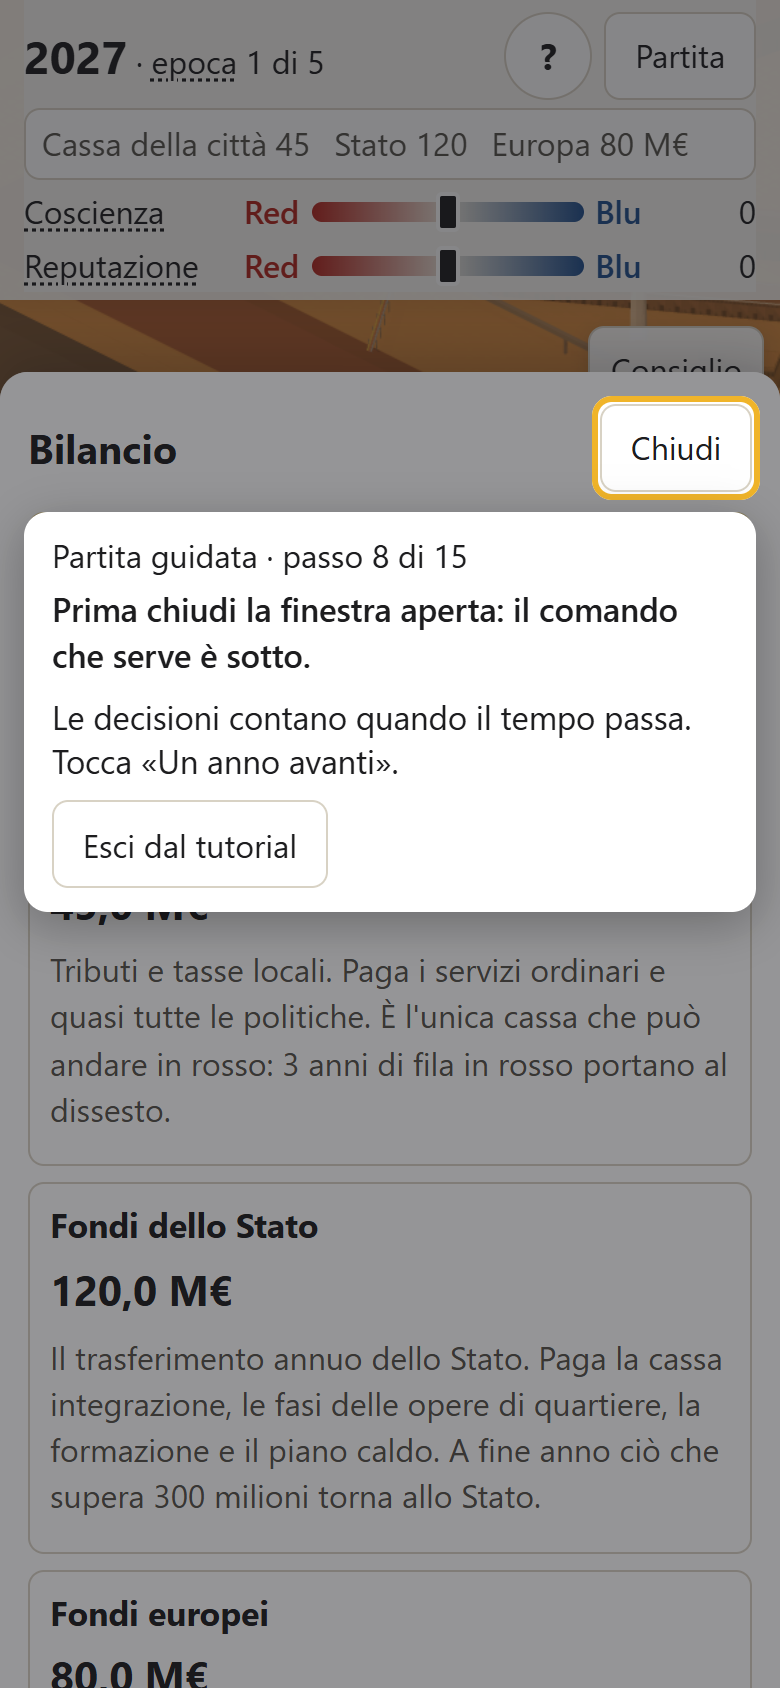 2027 · epoca 1 di 5
?
Partita
Cassa della città 45 Stato 120 Europa 80 M€
Coscienza Red Blu 0
Reputazione Red Blu 0
Consiglio
Bilancio
Chiudi
Partita guidata · passo 8 di 15
Prima chiudi la finestra aperta: il comando
che serve è sotto.
Le decisioni contano quando il tempo passa.
Tocca «Un anno avanti».
Esci dal tutorial
45,0 M€
Tributi e tasse locali. Paga i servizi ordinari e
quasi tutte le politiche. È l'unica cassa che può
andare in rosso: 3 anni di fila in rosso portano al
dissesto.
Fondi dello Stato
120,0 M€
Il trasferimento annuo dello Stato. Paga la cassa
integrazione, le fasi delle opere di quartiere, la
formazione e il piano caldo. A fine anno ciò che
supera 300 milioni torna allo Stato.
Fondi europei
80,0 M€